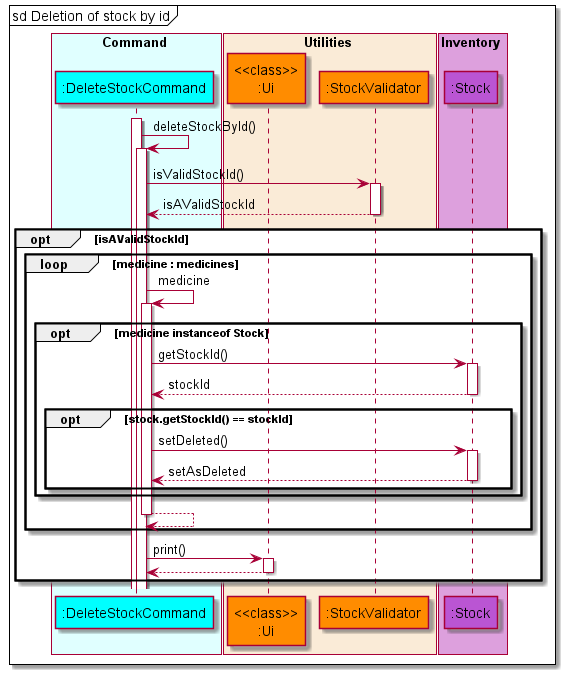 sd Deletion of stock by id
Command
Utilities
Inventory
:DeleteStockCommand
<<class>>
:Ui
:StockValidator
:Stock
deleteStockById()
isValidStockId()
isAValidStockId
opt [isAValidStockId]
loop [medicine : medicines]
medicine
opt [medicine instanceof Stock]
getStockId()
stockId
opt [stock.getStockId() == stockId]
setDeleted()
setAsDeleted
print()
:DeleteStockCommand
<<class>>
:Ui
:StockValidator
:Stock